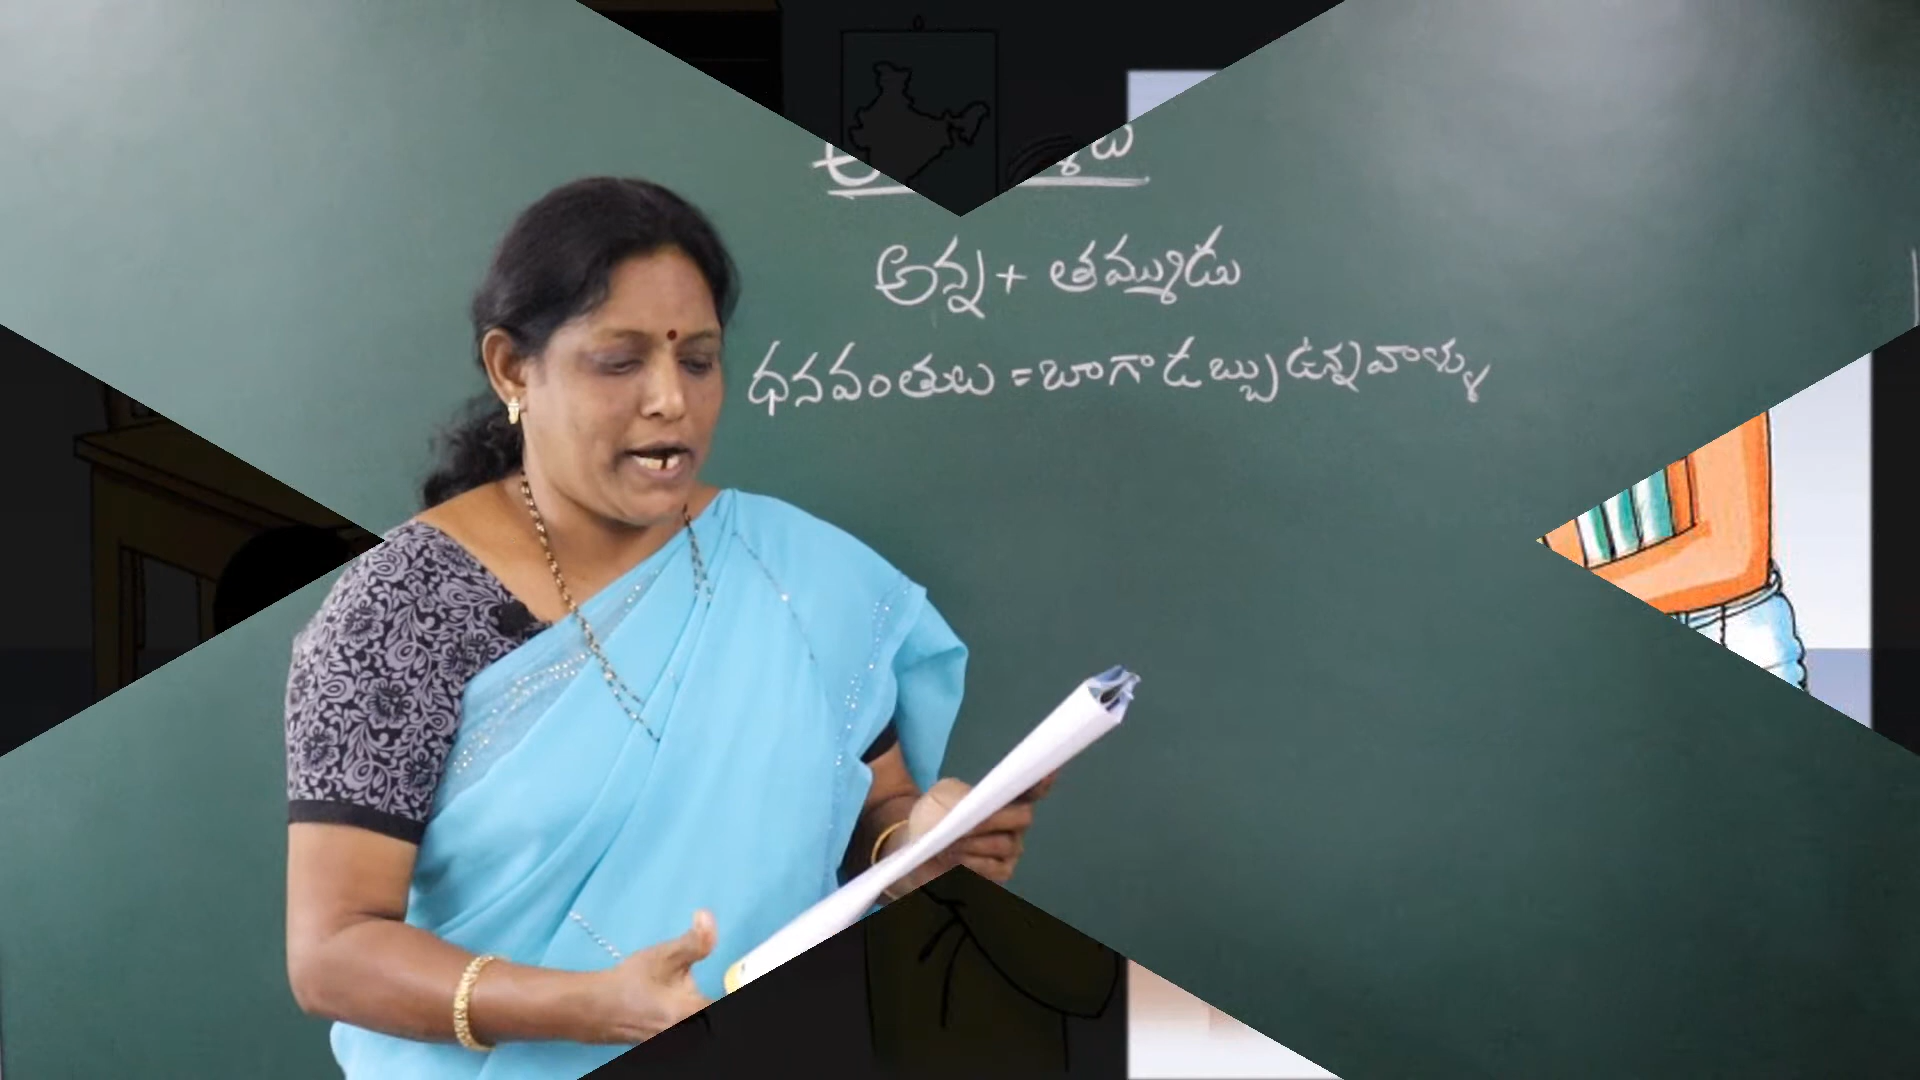 అన్న + తమ్ముడు
ధనవంతులు = బాగా డబ్బు ఉన్నవాళ్ళు